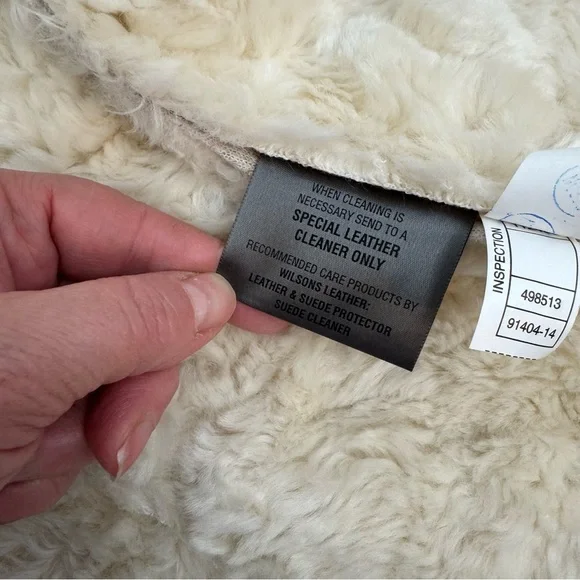 WHEN CLEANING IS
NECESSARY SEND TO A
SPECIAL LEATHER
CLEANER ONLY
RECOMMENDED CARE PRODUCTS BY
WILSONS LEATHER:
LEATHER & SUEDE PROTECTOR
SUEDE CLEANER
INSPECTION
498513
91404-14